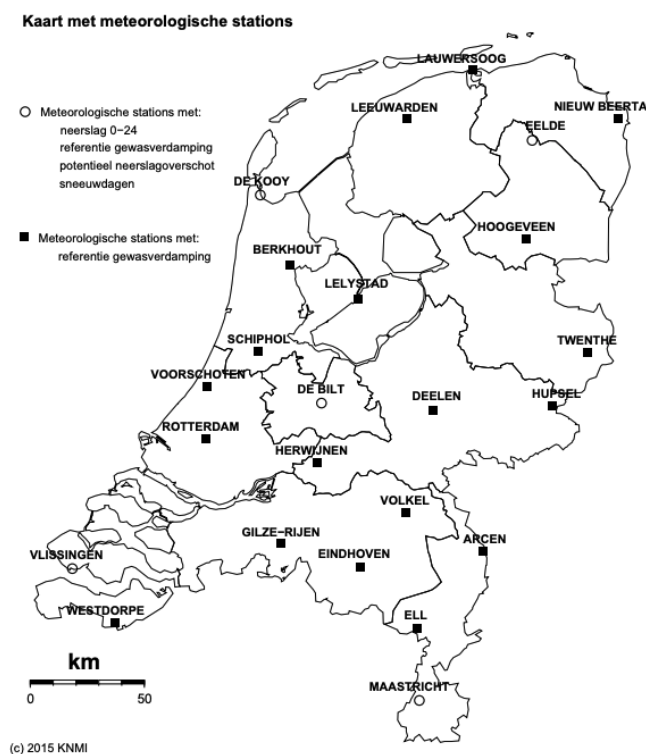 Kaart met meteorologische stations
LAUWERSOOG
LEEUWARDEN
NIEUW BEERTA
Meteorologische stations met:
neerslag 0−24
referentie gewasverdamping
potentieel neerslagoverschot
sneeuwdagen
EELDE
DE KOOY
Meteorologische stations met:
referentie gewasverdamping
HOOGEVEEN
BERKHOUT
LELYSTAD
SCHIPHOL
TWENTHE
VOORSCHOTEN
DE BILT
DEELEN
HUPSEL
ROTTERDAM
HERWIJNEN
VOLKEL
GILZE−RIJEN
ARCEN
VLISSINGEN
EINDHOVEN
WESTDORPE
ELL
km
0 50
MAASTRICHT
(c) 2015 KNMI